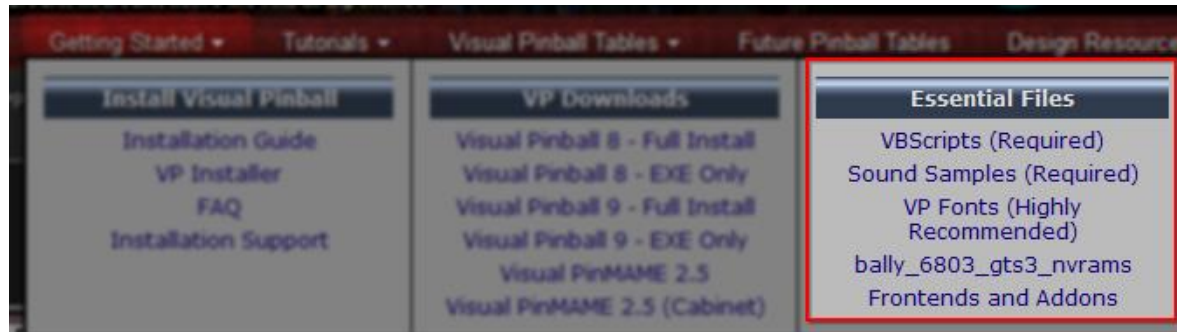 Getting Started
Tutorials
Visual Pinball Tables
Future Pinball Tables
Design Resource
Install Visual Pinball
Installation Guide
VP Installer
FAQ
Installation Support
VP Downloads
Visual Pinball 8 - Full Install
Visual Pinball 8 - EXE Only
Visual Pinball 9 - Full Install
Visual Pinball 9 - EXE Only
Visual PinMAME 2.5
Visual PinMAME 2.5 (Cabinet)
Essential Files
VBScripts (Required)
Sound Samples (Required)
VP Fonts (Highly
Recommended)
bally_6803_gts3_nvrams
Frontends and Addons